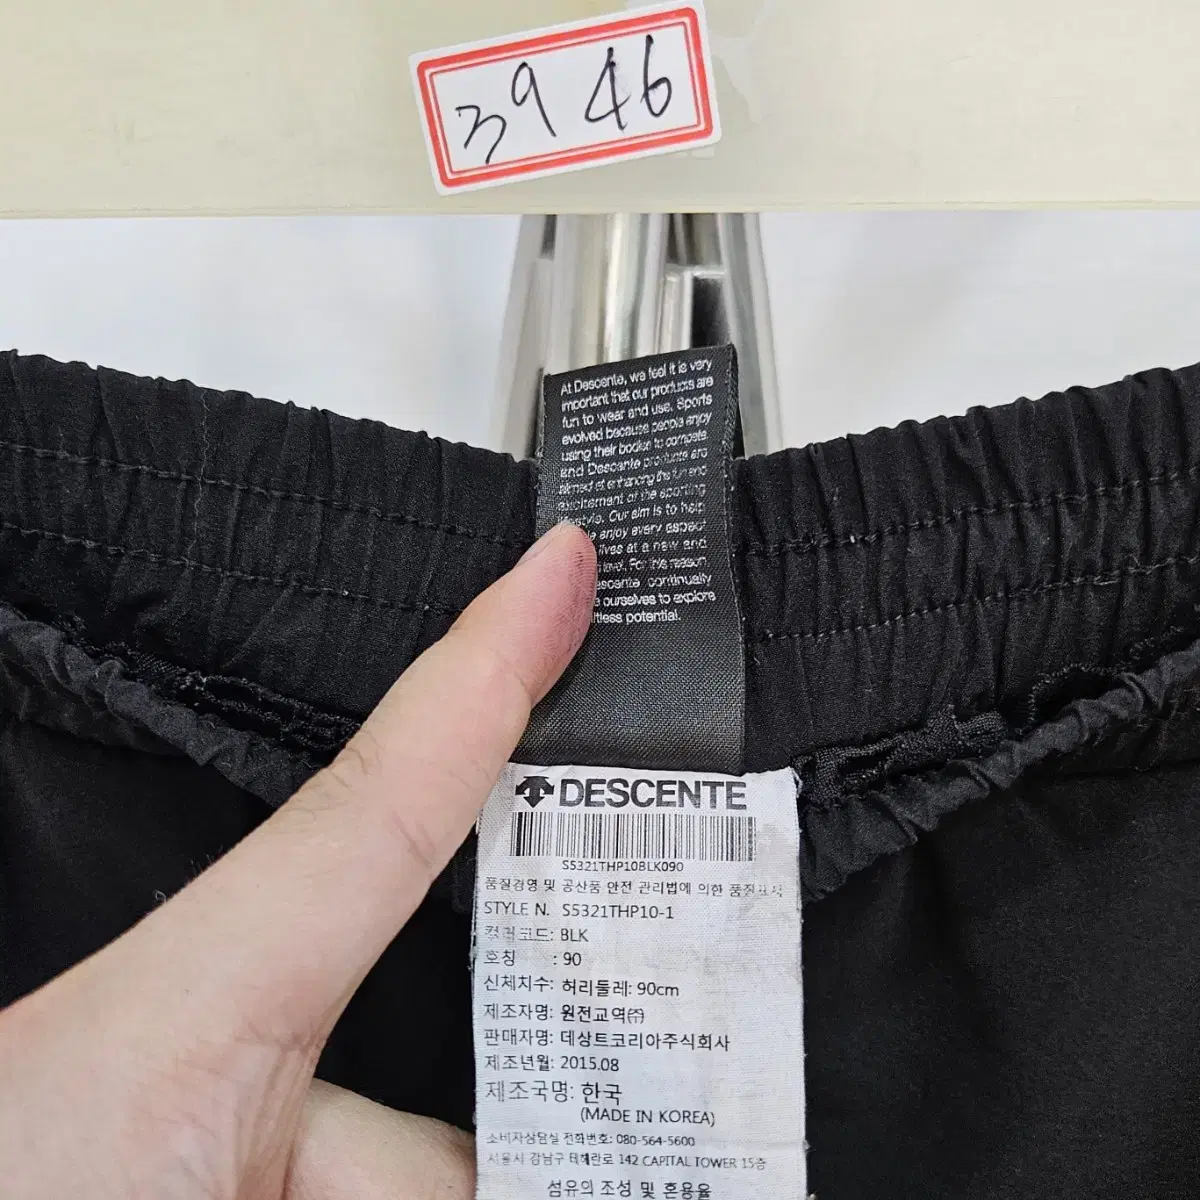 3946
At Descente, we feel it is very
important that our products are
fun to wear and use. Sports
evolved because people enjoy
using their bodies to compete
and Descente products are
aimed at enhancing the fun and
excitement of the sporting
lifestyle. Our aim is to help
enjoy every aspect
lives at a new and
level. For this reason
Descente continually
ourselves to explore
potential.
DESCENTE
S5321THP10BLK090
품질경영 및 공산품 안전 관리법에 의한 품질표시
STYLE N. S5321THP10-1
컬러코드: BLK
호칭 : 90
신체치수: 허리둘레: 90cm
제조자명: 원전교역㈜
판매자명: 데상트코리아주식회사
제조년월: 2015.08
제조국명: 한국
(MADE IN KOREA)
소비자상담실 전화번호: 080-564-5600
서울시 강남구 테헤란로 142 CAPITAL TOWER 15층
섬유의 조성 및 혼용율